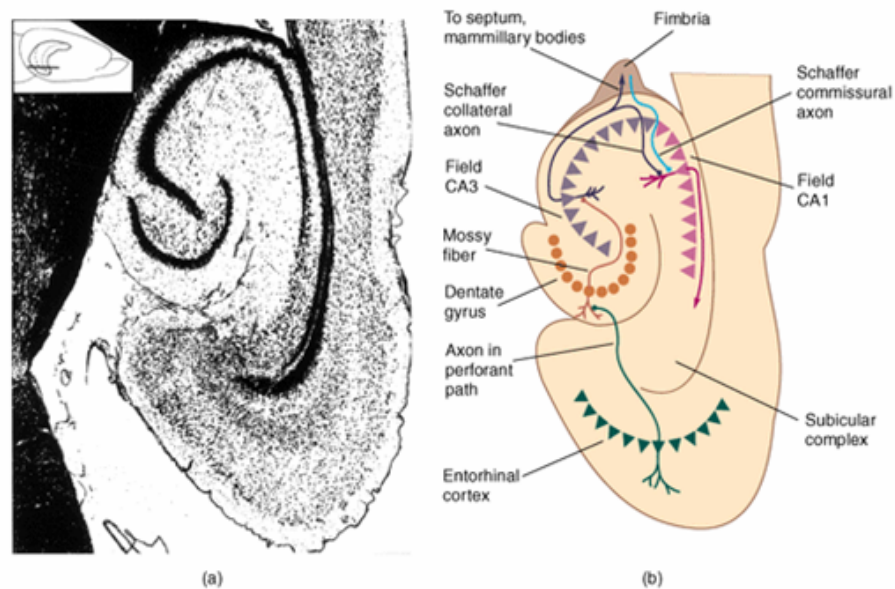 To septum,
mammillary bodies
Fimbria
Schaffer
collateral
axon
Schaffer
commissural
axon
Field
CA3
Field
CA1
Mossy
fiber
Dentate
gyrus
Axon in
perforant
path
Subicular
complex
Entorhinal
cortex
(a)
(b)